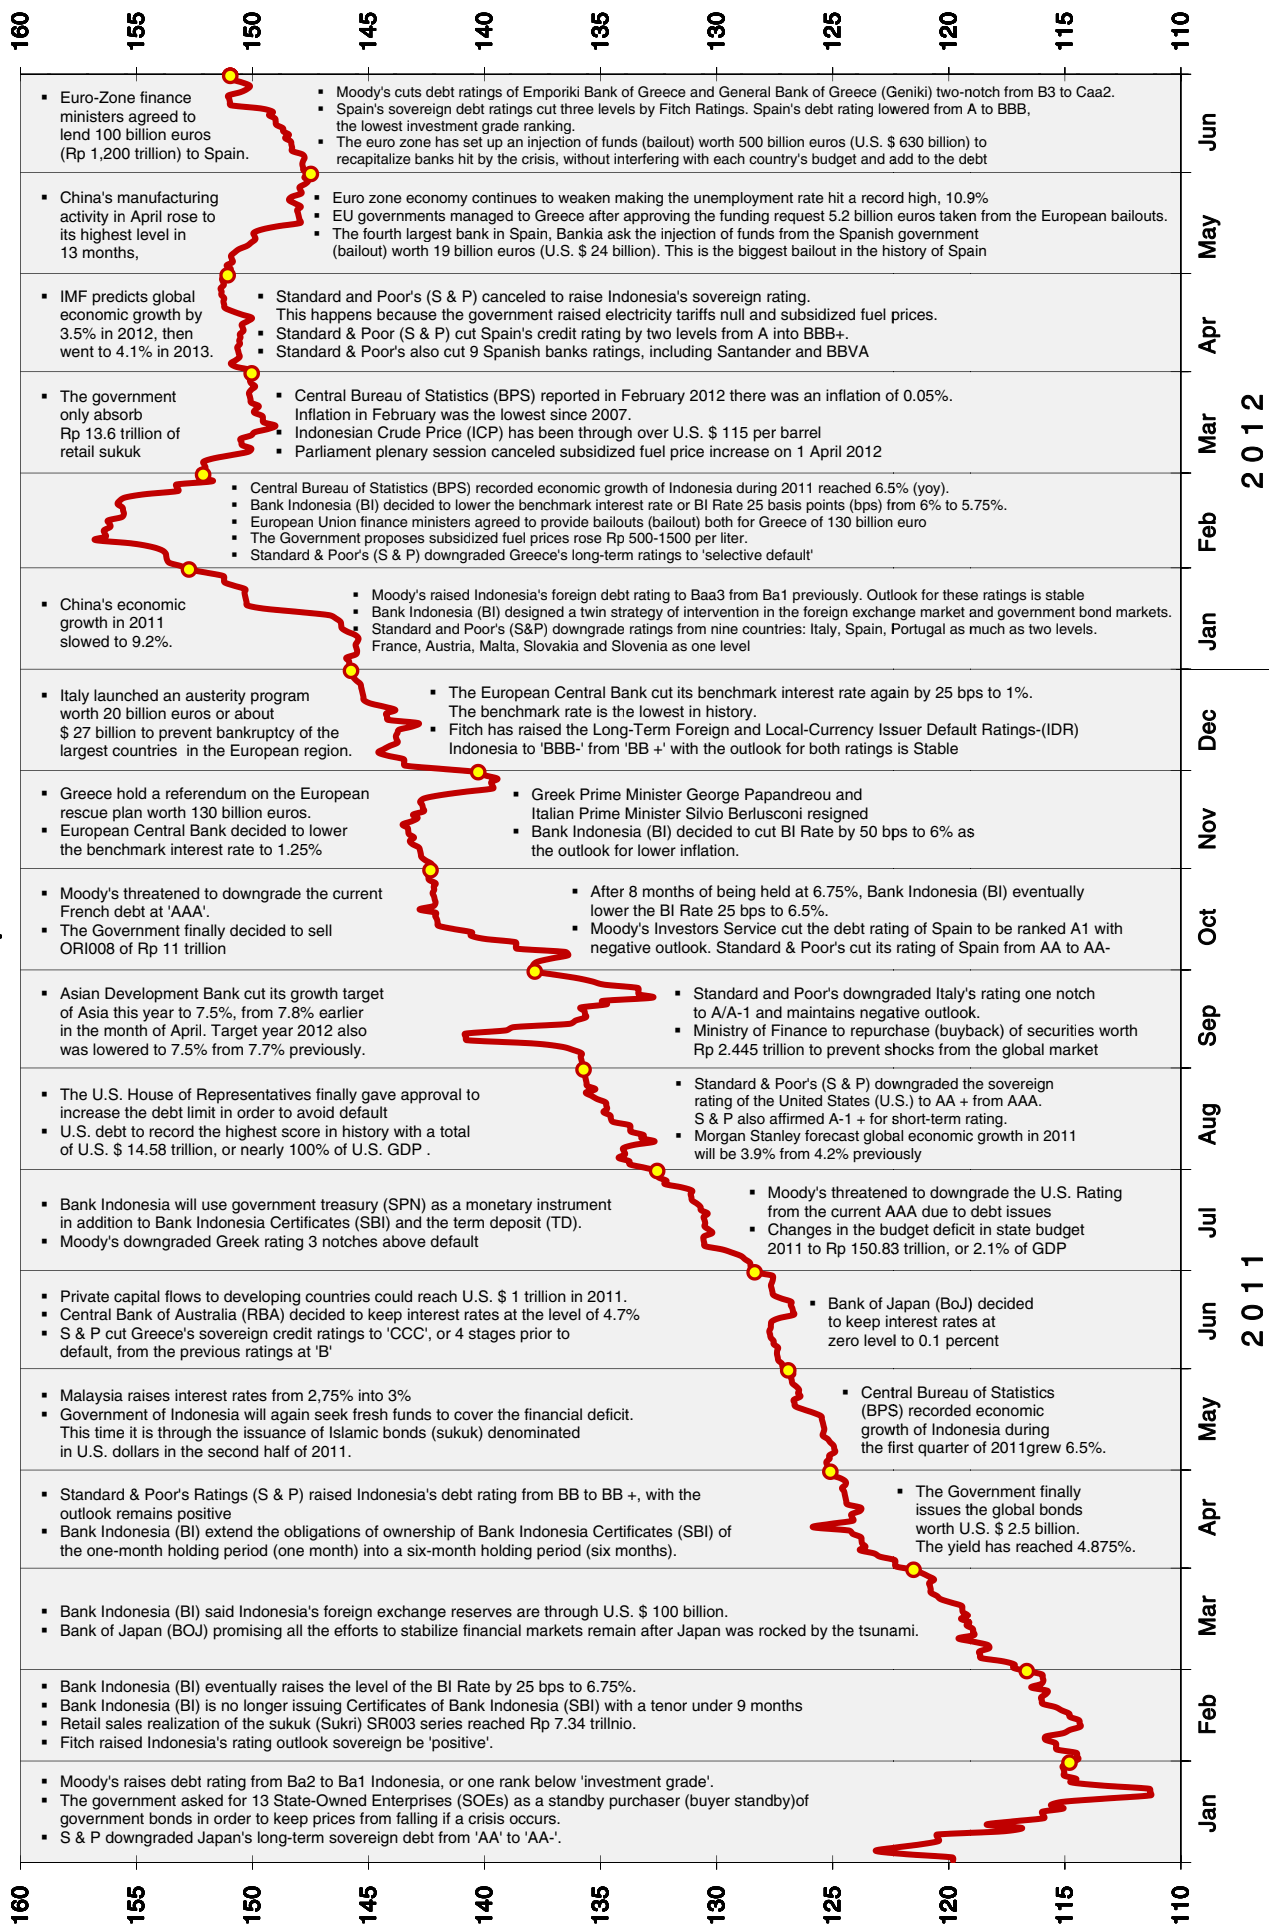 160
155
150
145
140
135
130
125
120
115
110
▪ Euro-Zone finance
ministers agreed to
lend 100 billion euros
(Rp 1,200 trillion) to Spain.
▪ Moody's cuts debt ratings of Emporiki Bank of Greece and General Bank of Greece (Geniki) two-notch from B3 to Caa2.
▪ Spain's sovereign debt ratings cut three levels by Fitch Ratings. Spain's debt rating lowered from A to BBB,
the lowest investment grade ranking.
▪ The euro zone has set up an injection of funds (bailout) worth 500 billion euros (U.S. $ 630 billion) to
recapitalize banks hit by the crisis, without interfering with each country's budget and add to the debt
Jun
▪ China's manufacturing
activity in April rose to
its highest level in
13 months,
▪ Euro zone economy continues to weaken making the unemployment rate hit a record high, 10.9%
▪ EU governments managed to Greece after approving the funding request 5.2 billion euros taken from the European bailouts.
▪ The fourth largest bank in Spain, Bankia ask the injection of funds from the Spanish government
(bailout) worth 19 billion euros (U.S. $ 24 billion). This is the biggest bailout in the history of Spain
May
▪ IMF predicts global
economic growth by
3.5% in 2012, then
went to 4.1% in 2013.
▪ Standard and Poor's (S & P) canceled to raise Indonesia's sovereign rating.
This happens because the government raised electricity tariffs null and subsidized fuel prices.
▪ Standard & Poor (S & P) cut Spain's credit rating by two levels from A into BBB+.
▪ Standard & Poor's also cut 9 Spanish banks ratings, including Santander and BBVA
Apr
▪ The government
only absorb
Rp 13.6 trillion of
retail sukuk
▪ Central Bureau of Statistics (BPS) reported in February 2012 there was an inflation of 0.05%.
Inflation in February was the lowest since 2007.
▪ Indonesian Crude Price (ICP) has been through over U.S. $ 115 per barrel
▪ Parliament plenary session canceled subsidized fuel price increase on 1 April 2012
Mar
2012
▪ Central Bureau of Statistics (BPS) recorded economic growth of Indonesia during 2011 reached 6.5% (yoy).
▪ Bank Indonesia (BI) decided to lower the benchmark interest rate or BI Rate 25 basis points (bps) from 6% to 5.75%.
▪ European Union finance ministers agreed to provide bailouts (bailout) both for Greece of 130 billion euro
▪ The Government proposes subsidized fuel prices rose Rp 500-1500 per liter.
▪ Standard & Poor's (S & P) downgraded Greece's long-term ratings to 'selective default'
Feb
▪ China's economic
growth in 2011
slowed to 9.2%.
▪ Moody's raised Indonesia's foreign debt rating to Baa3 from Ba1 previously. Outlook for these ratings is stable
▪ Bank Indonesia (BI) designed a twin strategy of intervention in the foreign exchange market and government bond markets.
▪ Standard and Poor's (S&P) downgrade ratings from nine countries: Italy, Spain, Portugal as much as two levels.
France, Austria, Malta, Slovakia and Slovenia as one level
Jan
▪ Italy launched an austerity program
worth 20 billion euros or about
$ 27 billion to prevent bankruptcy of the
largest countries in the European region.
▪ The European Central Bank cut its benchmark interest rate again by 25 bps to 1%.
The benchmark rate is the lowest in history.
▪ Fitch has raised the Long-Term Foreign and Local-Currency Issuer Default Ratings-(IDR)
Indonesia to 'BBB-' from 'BB +' with the outlook for both ratings is Stable
Dec
▪ Greece hold a referendum on the European
rescue plan worth 130 billion euros.
▪ European Central Bank decided to lower
the benchmark interest rate to 1.25%
▪ Greek Prime Minister George Papandreou and
Italian Prime Minister Silvio Berlusconi resigned
▪ Bank Indonesia (BI) decided to cut BI Rate by 50 bps to 6% as
the outlook for lower inflation.
Nov
▪ Moody's threatened to downgrade the current
French debt at 'AAA'.
▪ The Government finally decided to sell
ORI008 of Rp 11 trillion
▪ After 8 months of being held at 6.75%, Bank Indonesia (BI) eventually
lower the BI Rate 25 bps to 6.5%.
▪ Moody's Investors Service cut the debt rating of Spain to be ranked A1 with
negative outlook. Standard & Poor's cut its rating of Spain from AA to AA-
Oct
▪ Asian Development Bank cut its growth target
of Asia this year to 7.5%, from 7.8% earlier
in the month of April. Target year 2012 also
was lowered to 7.5% from 7.7% previously.
▪ Standard and Poor's downgraded Italy's rating one notch
to A/A-1 and maintains negative outlook.
▪ Ministry of Finance to repurchase (buyback) of securities worth
Rp 2.445 trillion to prevent shocks from the global market
Sep
▪ The U.S. House of Representatives finally gave approval to
increase the debt limit in order to avoid default
▪ U.S. debt to record the highest score in history with a total
of U.S. $ 14.58 trillion, or nearly 100% of U.S. GDP .
▪ Standard & Poor's (S & P) downgraded the sovereign
rating of the United States (U.S.) to AA + from AAA.
S & P also affirmed A-1 + for short-term rating.
▪ Morgan Stanley forecast global economic growth in 2011
will be 3.9% from 4.2% previously
Aug
▪ Bank Indonesia will use government treasury (SPN) as a monetary instrument
in addition to Bank Indonesia Certificates (SBI) and the term deposit (TD).
▪ Moody's downgraded Greek rating 3 notches above default
▪ Moody's threatened to downgrade the U.S. Rating
from the current AAA due to debt issues
▪ Changes in the budget deficit in state budget
2011 to Rp 150.83 trillion, or 2.1% of GDP
Jul
▪ Private capital flows to developing countries could reach U.S. $ 1 trillion in 2011.
▪ Central Bank of Australia (RBA) decided to keep interest rates at the level of 4.7%
▪ S & P cut Greece's sovereign credit ratings to 'CCC', or 4 stages prior to
default, from the previous ratings at 'B'
▪ Bank of Japan (BoJ) decided
to keep interest rates at
zero level to 0.1 percent
Jun
2011
▪ Malaysia raises interest rates from 2,75% into 3%
▪ Government of Indonesia will again seek fresh funds to cover the financial deficit.
This time it is through the issuance of Islamic bonds (sukuk) denominated
in U.S. dollars in the second half of 2011.
▪ Central Bureau of Statistics
(BPS) recorded economic
growth of Indonesia during
the first quarter of 2011grew 6.5%.
May
▪ Standard & Poor's Ratings (S & P) raised Indonesia's debt rating from BB to BB +, with the
outlook remains positive
▪ Bank Indonesia (BI) extend the obligations of ownership of Bank Indonesia Certificates (SBI) of
the one-month holding period (one month) into a six-month holding period (six months).
▪ The Government finally
issues the global bonds
worth U.S. $ 2.5 billion.
The yield has reached 4.875%.
Apr
▪ Bank Indonesia (BI) said Indonesia's foreign exchange reserves are through U.S. $ 100 billion.
▪ Bank of Japan (BOJ) promising all the efforts to stabilize financial markets remain after Japan was rocked by the tsunami.
Mar
▪ Bank Indonesia (BI) eventually raises the level of the BI Rate by 25 bps to 6.75%.
▪ Bank Indonesia (BI) is no longer issuing Certificates of Bank Indonesia (SBI) with a tenor under 9 months
▪ Retail sales realization of the sukuk (Sukri) SR003 series reached Rp 7.34 trillnio.
▪ Fitch raised Indonesia's rating outlook sovereign be 'positive'.
Feb
▪ Moody's raises debt rating from Ba2 to Ba1 Indonesia, or one rank below 'investment grade'.
▪ The government asked for 13 State-Owned Enterprises (SOEs) as a standby purchaser (buyer standby)of
government bonds in order to keep prices from falling if a crisis occurs.
▪ S & P downgraded Japan's long-term sovereign debt from 'AA' to 'AA-'.
Jan
160
155
150
145
140
135
130
125
120
115
110